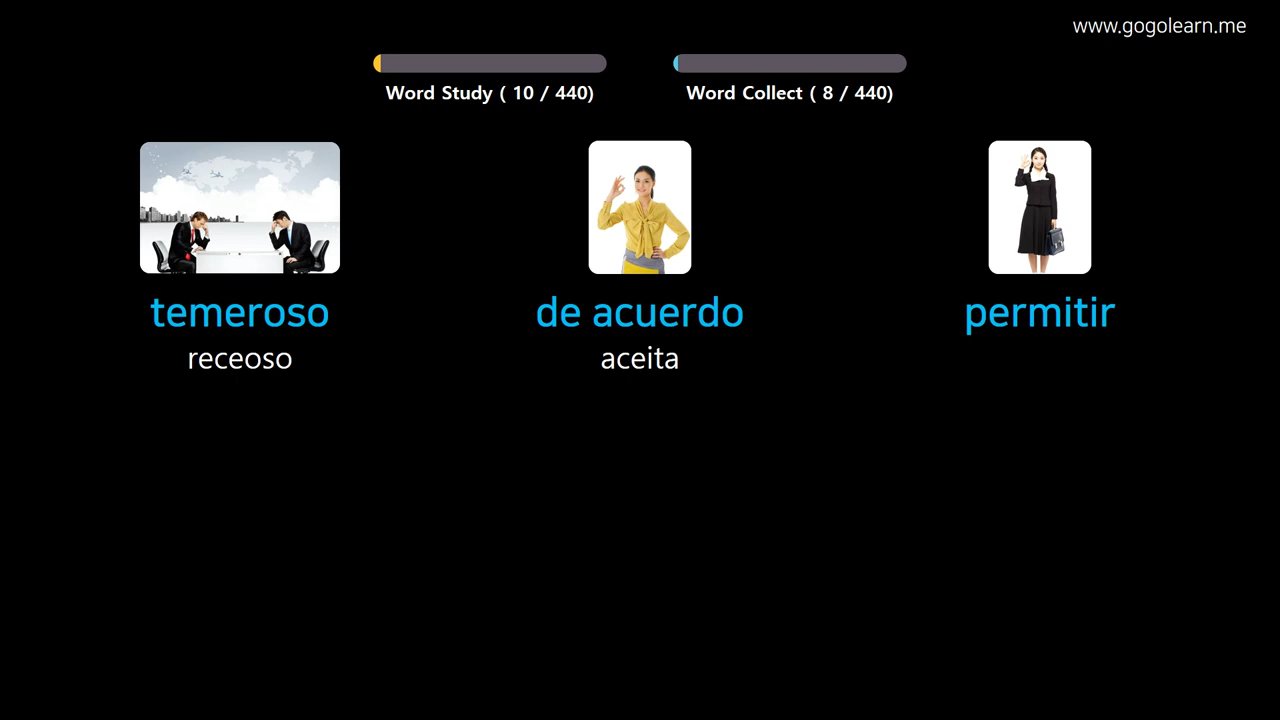 www.gogolearn.me
Word Study ( 10 / 440)
Word Collect ( 8 / 440)
temeroso
receoso
de acuerdo
aceita
permitir